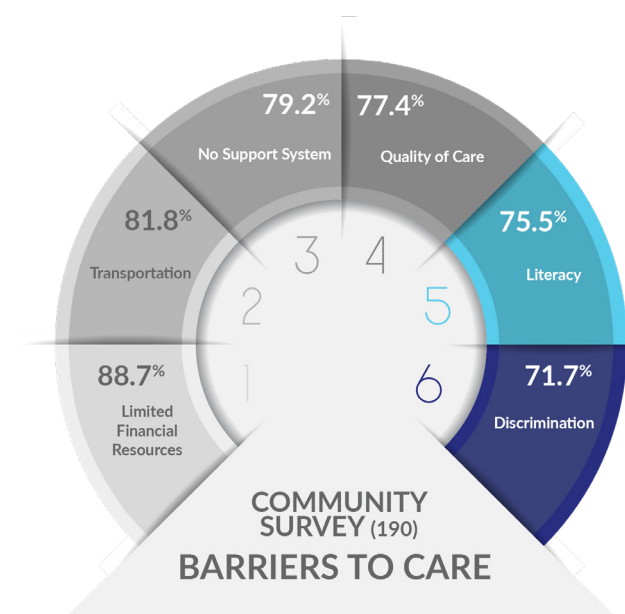 79.2%
No Support System
77.4%
Quality of Care
81.8%
Transportation
75.5%
Literacy
88.7%
Limited
Financial
Resources
71.7%
Discrimination
1
2
3
4
5
6
COMMUNITY
SURVEY (190)
BARRIERS TO CARE